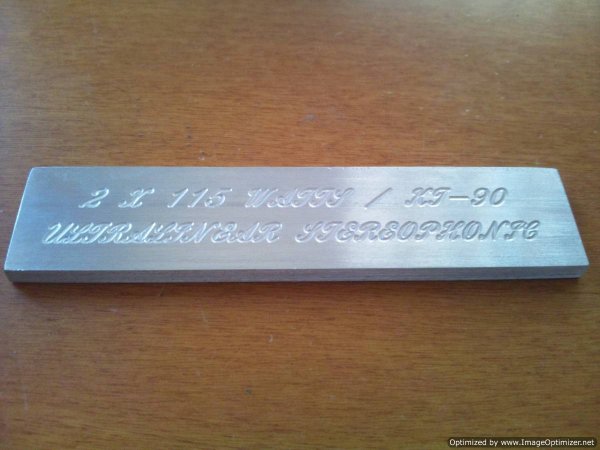 2 X 115 WATTS / KT-90
ULTRALINEAR STEREOPHONIC
Optimized by www.ImageOptimizer.net